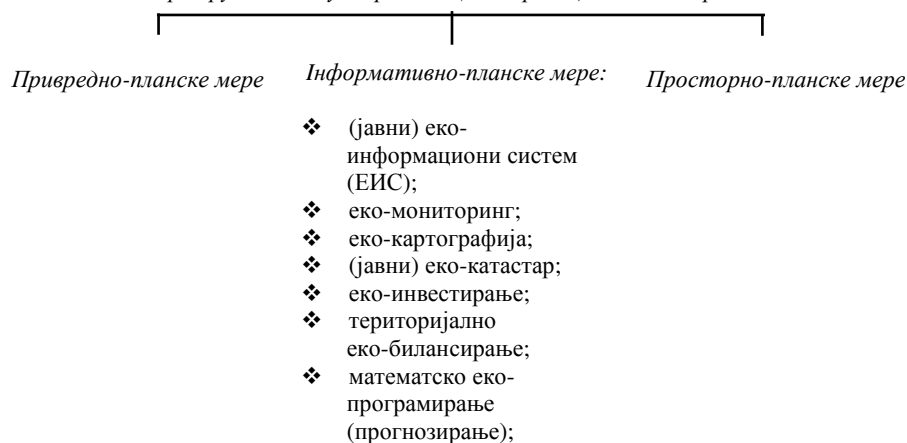 Привредно-планске мере
Інформативно-планске мере:
Просторно-планске мере
❖ (јавни) еко-
информациони систем
(ЕИС);
❖ еко-мониторинг;
❖ еко-картографија;
❖ (јавни) еко-катастар;
❖ еко-инвестирање;
❖ територијално
еко-билансирање;
❖ математско еко-
програмирање
(прогнозирање);